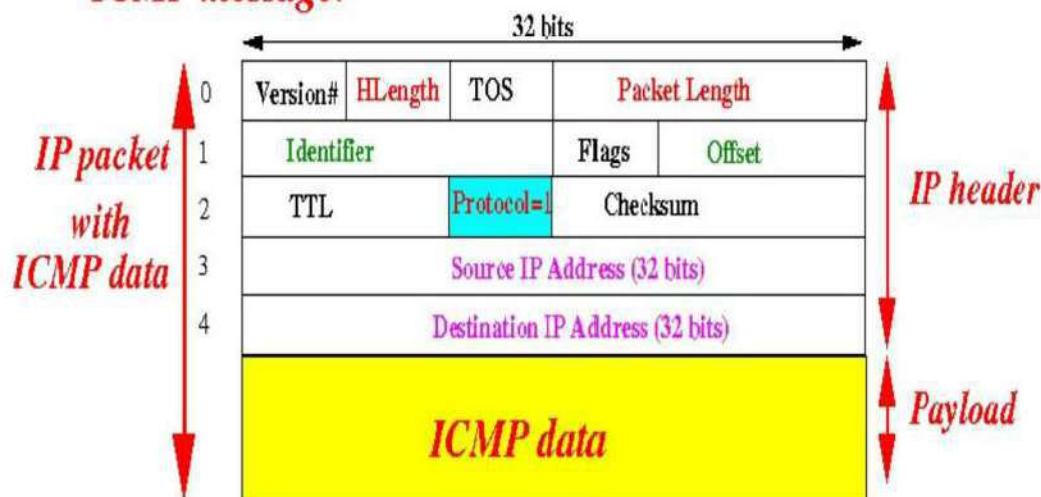 32 bits
0 Version# HLength TOS Packet Length
IP packet 1 Identifier Flags Offset
with 2 TTL Protocol=1 Checksum IP header
ICMP data 3 Source IP Address (32 bits)
4 Destination IP Address (32 bits)
ICMP data Payload